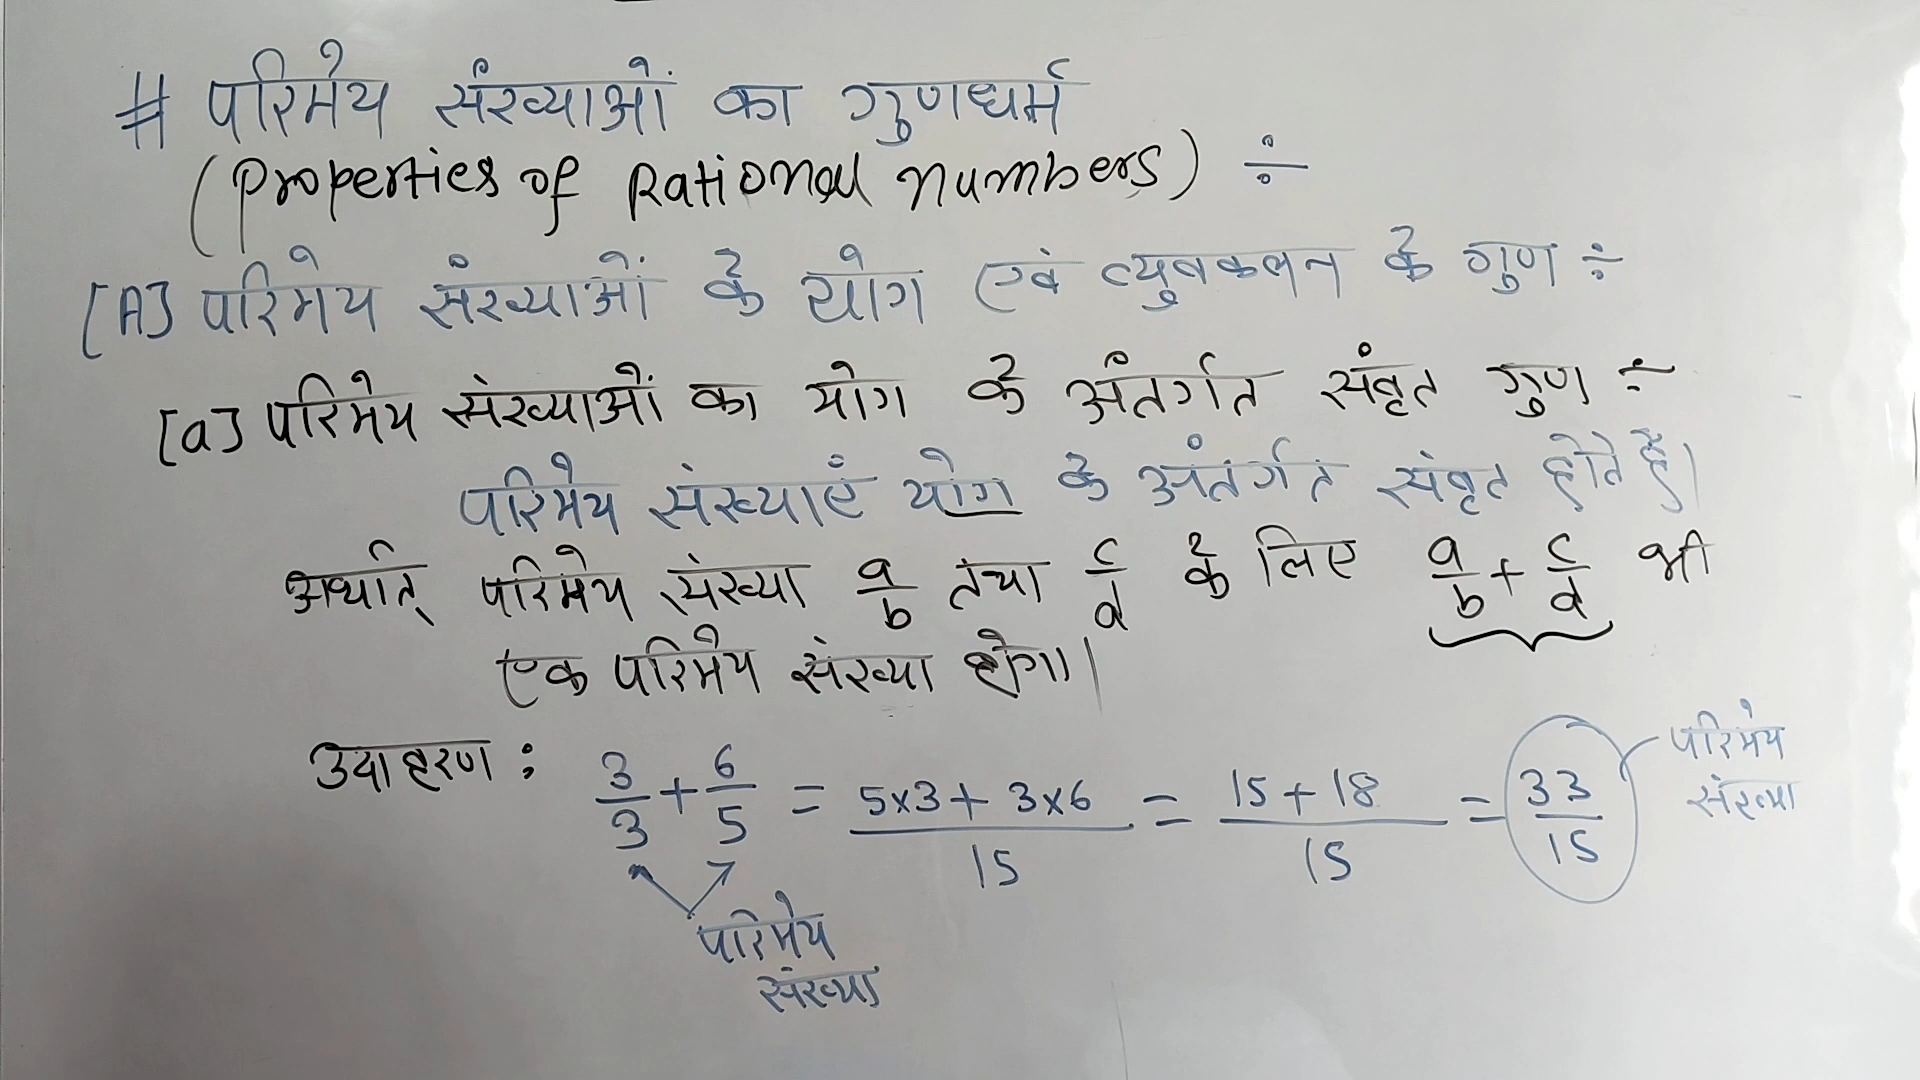 # परिमेय संख्याओं का गुणधर्म
(Properties of Rational numbers) ÷
[A] परिमेय संख्याओं के योग एवं व्युवकलन के गुण ÷
[a] परिमेय संख्याओं का योग के अंतर्गत संवृत गुण ÷
परिमेय संख्याएँ योग के अंतर्गत संवृत होते हैं।
अर्थात् परिमेय संख्या a/b तथा c/d के लिए a/b + c/d भी
एक परिमेय संख्या होगा।
उदाहरण : 3/3 + 6/5 = (5×3 + 3×6)/15 = (15 + 18)/15 = 33/15 परिमेय संख्या
परिमेय
संख्या